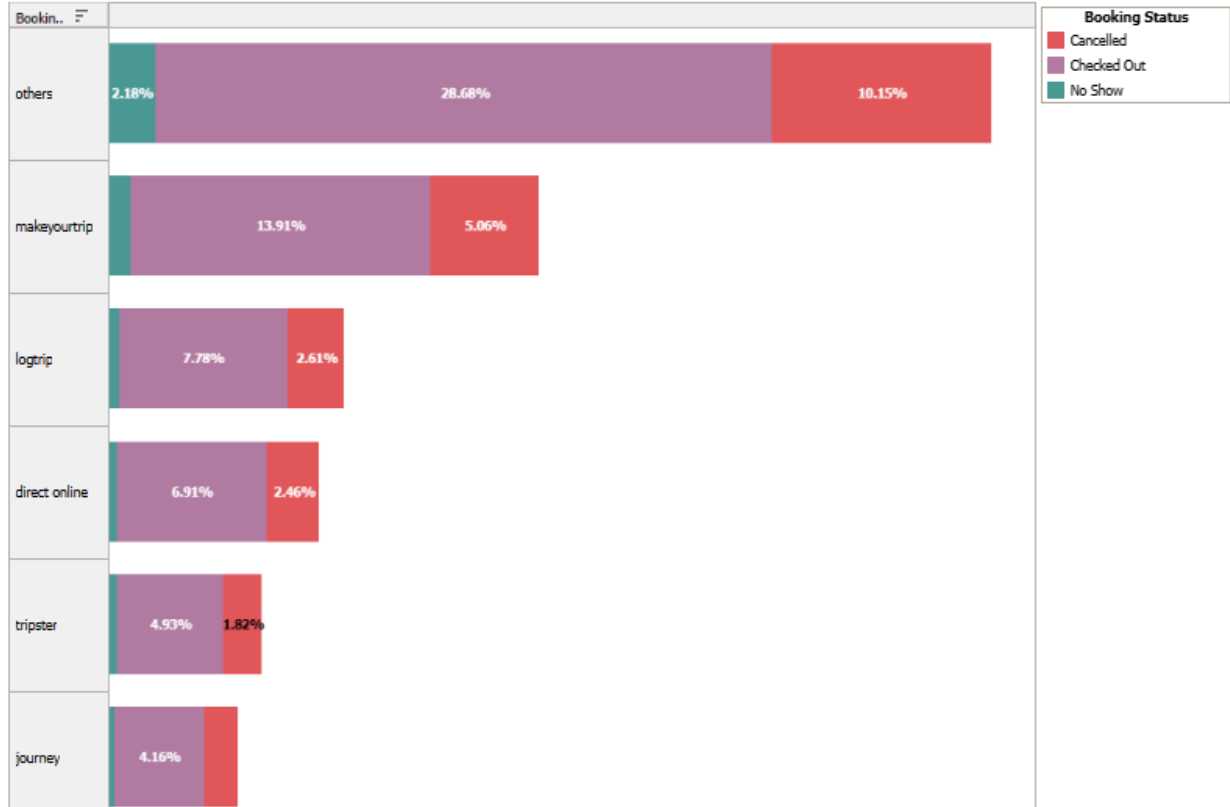 Bookin..
Booking Status
Cancelled
Checked Out
No Show
others
2.18%
28.68%
10.15%
makeyourtrip
13.91%
5.06%
logtrip
7.78%
2.61%
direct online
6.91%
2.46%
tripster
4.93%
1.82%
journey
4.16%